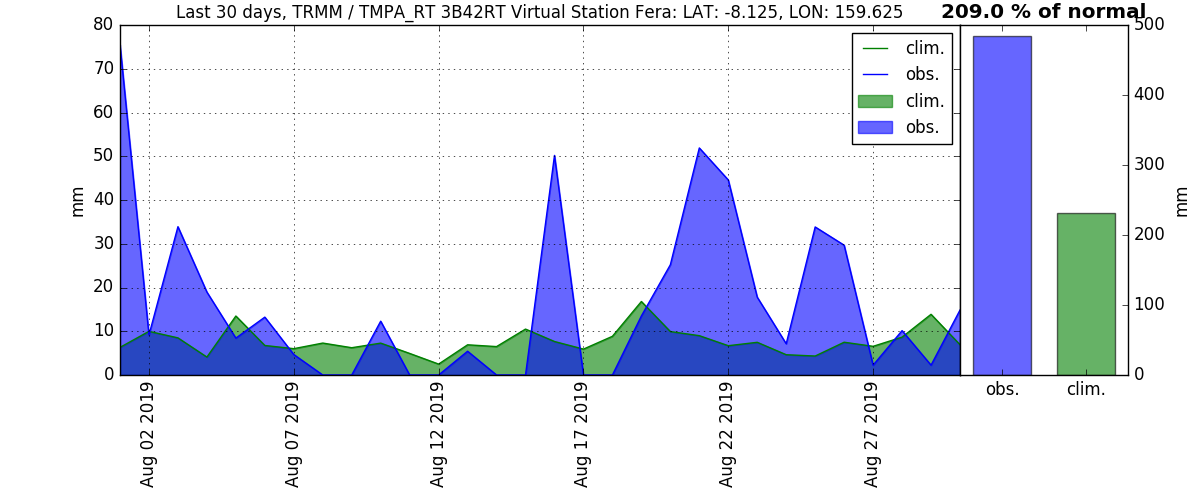 Last 30 days, TRMM / TMPA_RT 3B42RT Virtual Station Fera: LAT: -8.125, LON: 159.625
209.0 % of normal
80
70
60
50
40
30
20
10
0
mm
clim.
obs.
clim.
obs.
Aug 02 2019
Aug 07 2019
Aug 12 2019
Aug 17 2019
Aug 22 2019
Aug 27 2019
500
400
300
200
100
0
mm
obs.
clim.